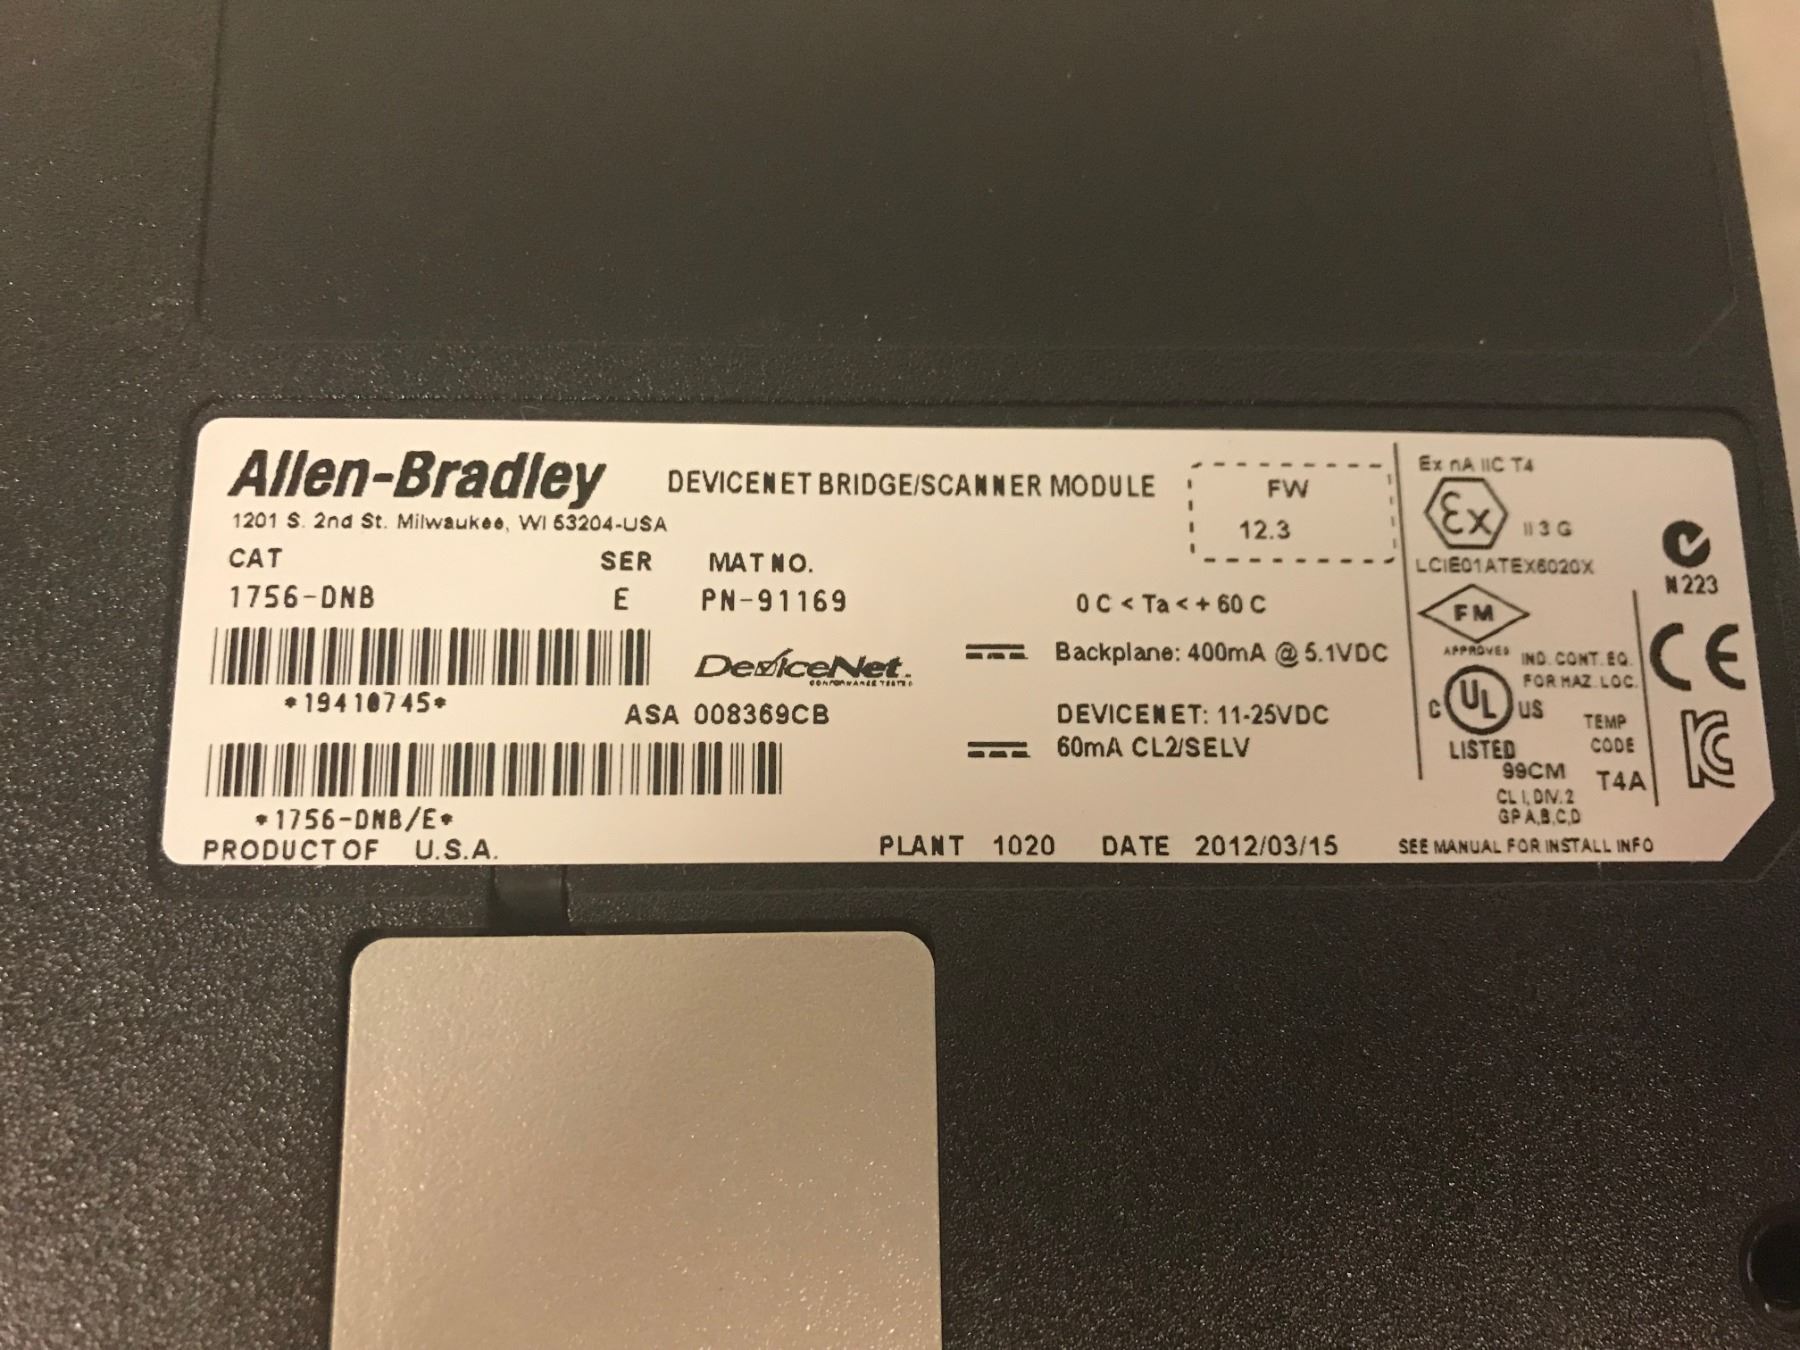 Allen-Bradley
DEVICENET BRIDGE/SCANNER MODULE
1201 S. 2nd St. Milwaukee, WI 53204-USA
FW
12.3
CAT SER MAT NO.
1756-DNB E PN-91169
0 C < Ta < + 60 C
*19410745*
DeviceNet
CONFORMANCE TESTED
Backplane: 400mA @ 5.1VDC
ASA 008369CB
DEVICENET: 11-25VDC
60mA CL2/SELV
*1756-DNB/E*
PRODUCT OF U.S.A.
PLANT 1020 DATE 2012/03/15
Ex nA IIC T4
Ex II 3 G
LCIE01ATEX6020X
N223
FM
APPROVED
IND. CONT. EQ.
FOR HAZ. LOC.
C UL US
LISTED
99CM
TEMP
CODE
T4A
CL I, DIV. 2
GP A,B,C,D
CE
SEE MANUAL FOR INSTALL INFO